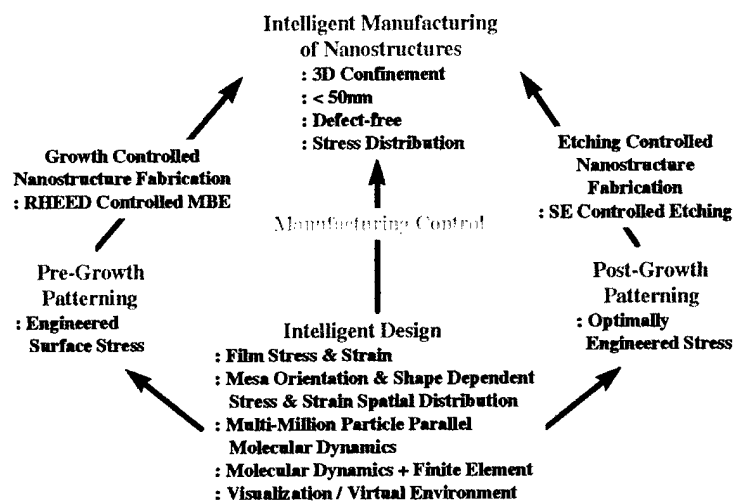 Intelligent Manufacturing
of Nanostructures
: 3D Confinement
: < 50nm
: Defect-free
: Stress Distribution
Growth Controlled
Nanostructure Fabrication
: RHEED Controlled MBE
Etching Controlled
Nanostructure
Fabrication
: SE Controlled Etching
Manufacturing Control
Pre-Growth
Patterning
: Engineered
Surface Stress
Post-Growth
Patterning
: Optimally
Engineered Stress
Intelligent Design
: Film Stress & Strain
: Mesa Orientation & Shape Dependent
Stress & Strain Spatial Distribution
: Multi-Million Particle Parallel
Molecular Dynamics
: Molecular Dynamics + Finite Element
: Visualization / Virtual Environment